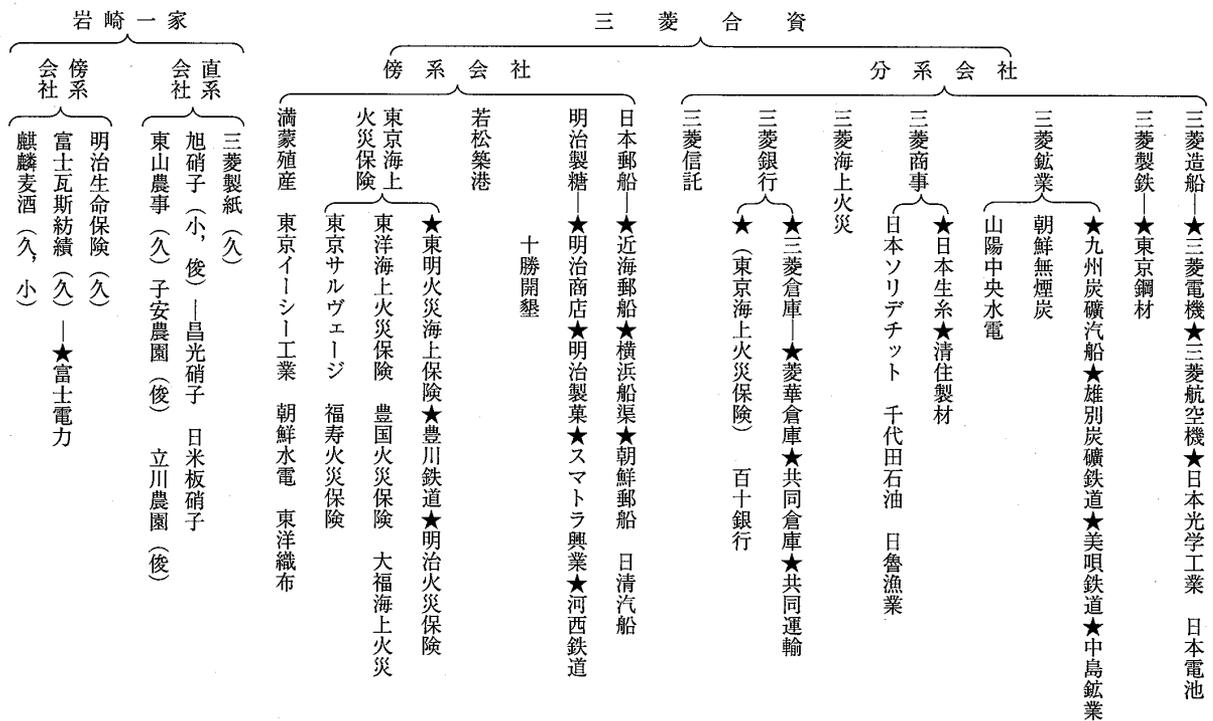 三菱合資
分系会社
三菱造船―★三菱電機★三菱航空機★日本光学工業　日本電池
三菱製鉄―★東京鋼材
三菱鉱業
★九州炭礦汽船★雄別炭礦鉄道★美唄鉄道★中島鉱業
朝鮮無煙炭
山陽中央水電
三菱商事
★日本生糸★清住製材
日本ソリデチット　千代田石油　日魯漁業
三菱海上火災
三菱銀行
★三菱倉庫―★菱華倉庫★共同倉庫★共同運輸
★（東京海上火災保険）　百十銀行
三菱信託
傍系会社
日本郵船―★近海郵船★横浜船渠★朝鮮郵船　日清汽船
明治製糖―★明治商店★明治製菓★スマトラ興業★河西鉄道
十勝開墾
若松築港
東京海上
火災保険
★東明火災海上保険★豊川鉄道★明治火災保険
東洋海上火災保険　豊国火災保険　大福海上火災
東京サルヴェージ　福寿火災保険
満蒙殖産　東京イーシー工業　朝鮮水電　東洋織布
岩崎一家
直系
会社
三菱製紙（久）
旭硝子（小，俊）―昌光硝子　日米板硝子
東山農事（久）子安農園（俊）　立川農園（俊）
傍系
会社
明治生命保険（久）
富士瓦斯紡績（久）―★富士電力
麒麟麦酒（久，小）